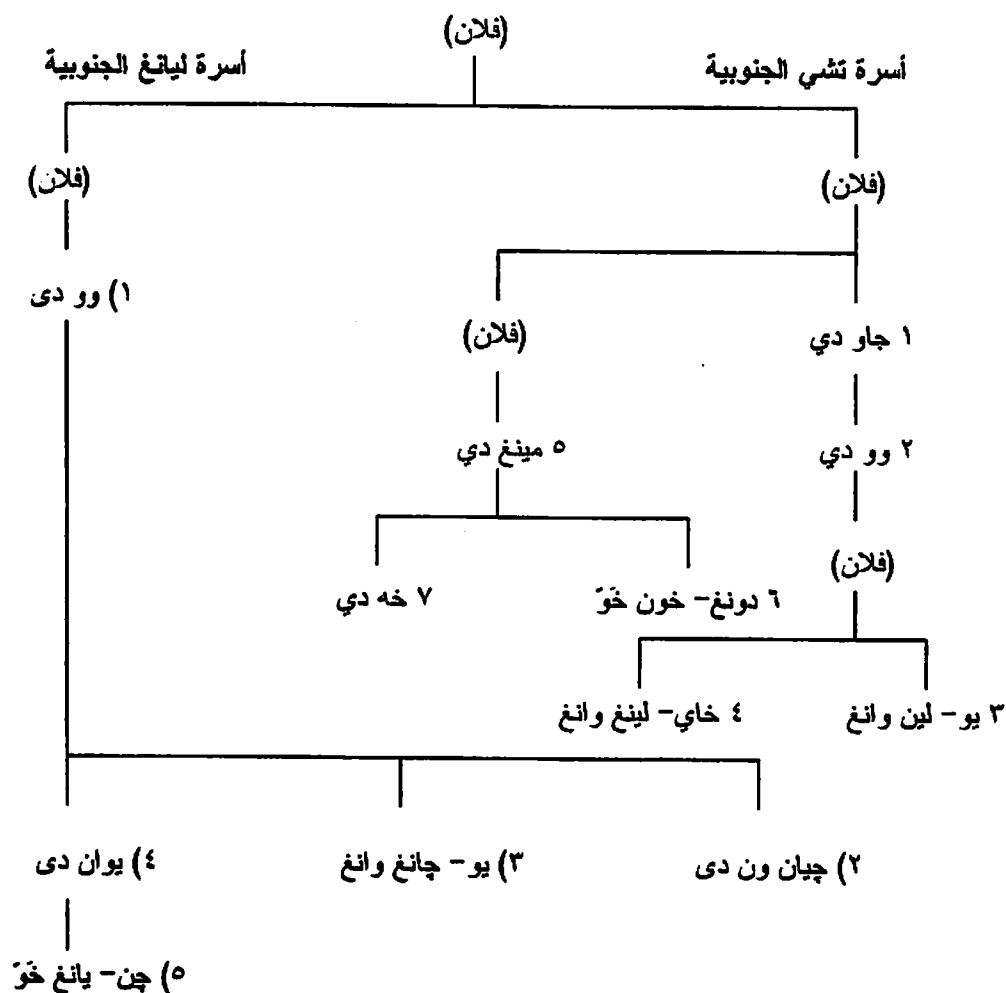 (فلان)
أسرة تشي الجنوبية
أسرة ليانغ الجنوبية
(فلان)
(فلان)
١) وو دى
(فلان)
١ جاو دي
٥ مينغ دي
٢ وو دي
(فلان)
٦ دونغ- خون خَوّ
٧ خه دي
٣ يو- لين وانغ
٤ خاي- لينغ وانغ
٢) چيان ون دى
٣) يو- چانغ وانغ
٤) يوان دى
٥) چن- يانغ خَوّ